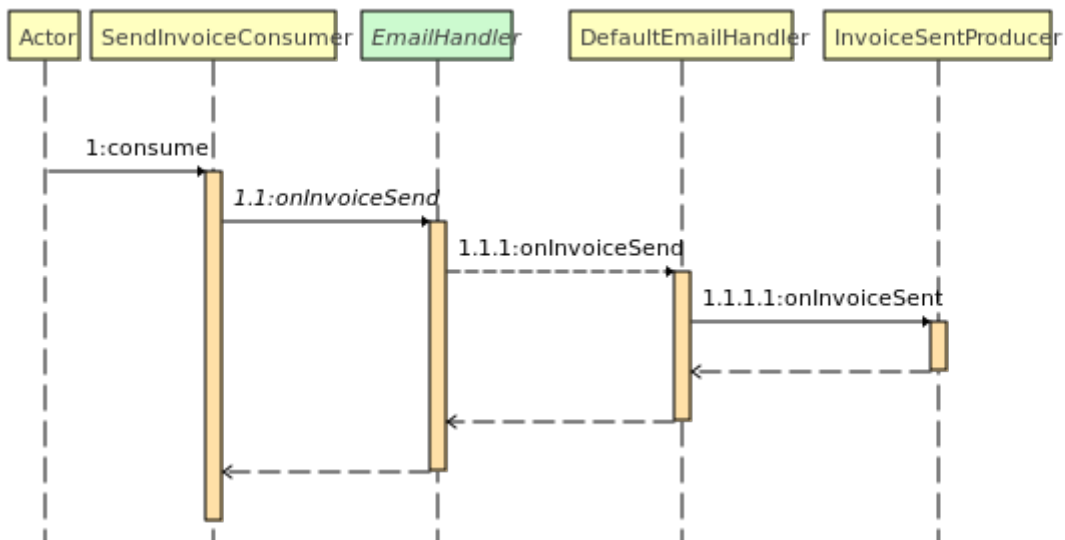 Actor
SendInvoiceConsumer
EmailHandler
DefaultEmailHandler
InvoiceSentProducer
1:consume
1.1:onInvoiceSend
1.1.1:onInvoiceSend
1.1.1.1:onInvoiceSent